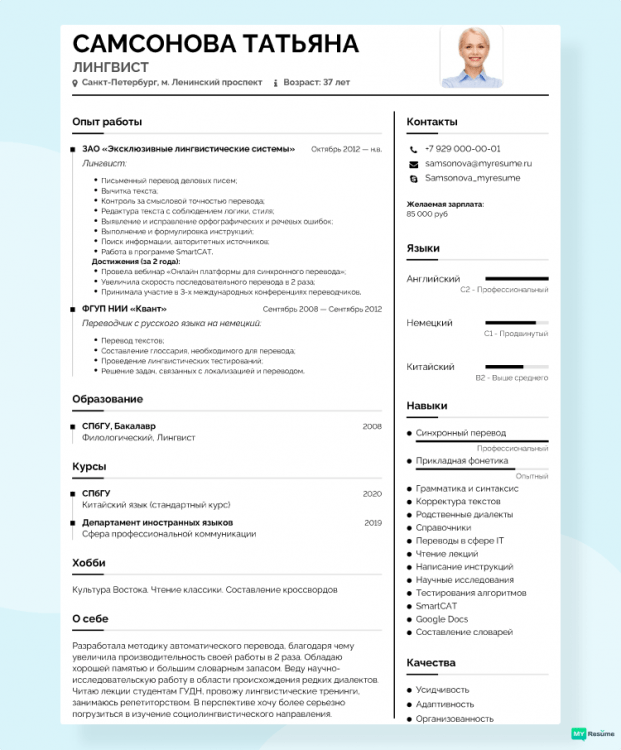 САМСОНОВА ТАТЬЯНА
ЛИНГВИСТ
Санкт-Петербург, м. Ленинский проспект Возраст: 37 лет
Опыт работы
ЗАО «Эксклюзивные лингвистические системы» Октябрь 2012 — н.в.
Лингвист:
Письменный перевод деловых писем;
Вычитка текста;
Контроль за смысловой точностью перевода;
Редактура текста с соблюдением логики, стиля;
Выявление и исправление орфографических и речевых ошибок;
Выполнение и формулировка инструкций;
Поиск информации, авторитетных источников;
Работа в программе SmartCAT.
Достижения (за 2 года):
Провела вебинар «Онлайн платформы для синхронного перевода»;
Увеличила скорость последовательного перевода в 2 раза;
Принимала участие в 3-х международных конференциях переводчиков.
ФГУП НИИ «Квант» Сентябрь 2008 — Сентябрь 2012
Переводчик с русского языка на немецкий:
Перевод текстов;
Составление глоссария, необходимого для перевода;
Проведение лингвистических тестирований;
Решение задач, связанных с локализацией и переводом.
Образование
СПбГУ, Бакалавр 2008
Филологический, Лингвист
Курсы
СПбГУ 2020
Китайский язык (стандартный курс)
Департамент иностранных языков 2019
Сфера профессиональной коммуникации
Хобби
Культура Востока. Чтение классики. Составление кроссвордов
О себе
Разработала методику автоматического перевода, благодаря чему
увеличила производительность своей работы в 2 раза. Обладаю
хорошей памятью и большим словарным запасом. Веду научно-
исследовательскую работу в области происхождения редких диалектов.
Читаю лекции студентам ГУДН, провожу лингвистические тренинги,
занимаюсь репетиторством. В перспективе хочу более серьезно
погрузиться в изучение социолингвистического направления.
Контакты
+7 929 000-00-01
samsonova@myresume.ru
Samsonova_myresume
Желаемая зарплата:
85 000 руб
Языки
Английский
C2 - Профессиональный
Немецкий
C1 - Продвинутый
Китайский
B2 - Выше среднего
Навыки
Синхронный перевод
Профессиональный
Прикладная фонетика
Опытный
Грамматика и синтаксис
Корректура текстов
Родственные диалекты
Справочники
Переводы в сфере IT
Чтение лекций
Написание инструкций
Научные исследования
Тестирования алгоритмов
SmartCAT
Google Docs
Составление словарей
Качества
Усидчивость
Адаптивность
Организованность
MY Resume